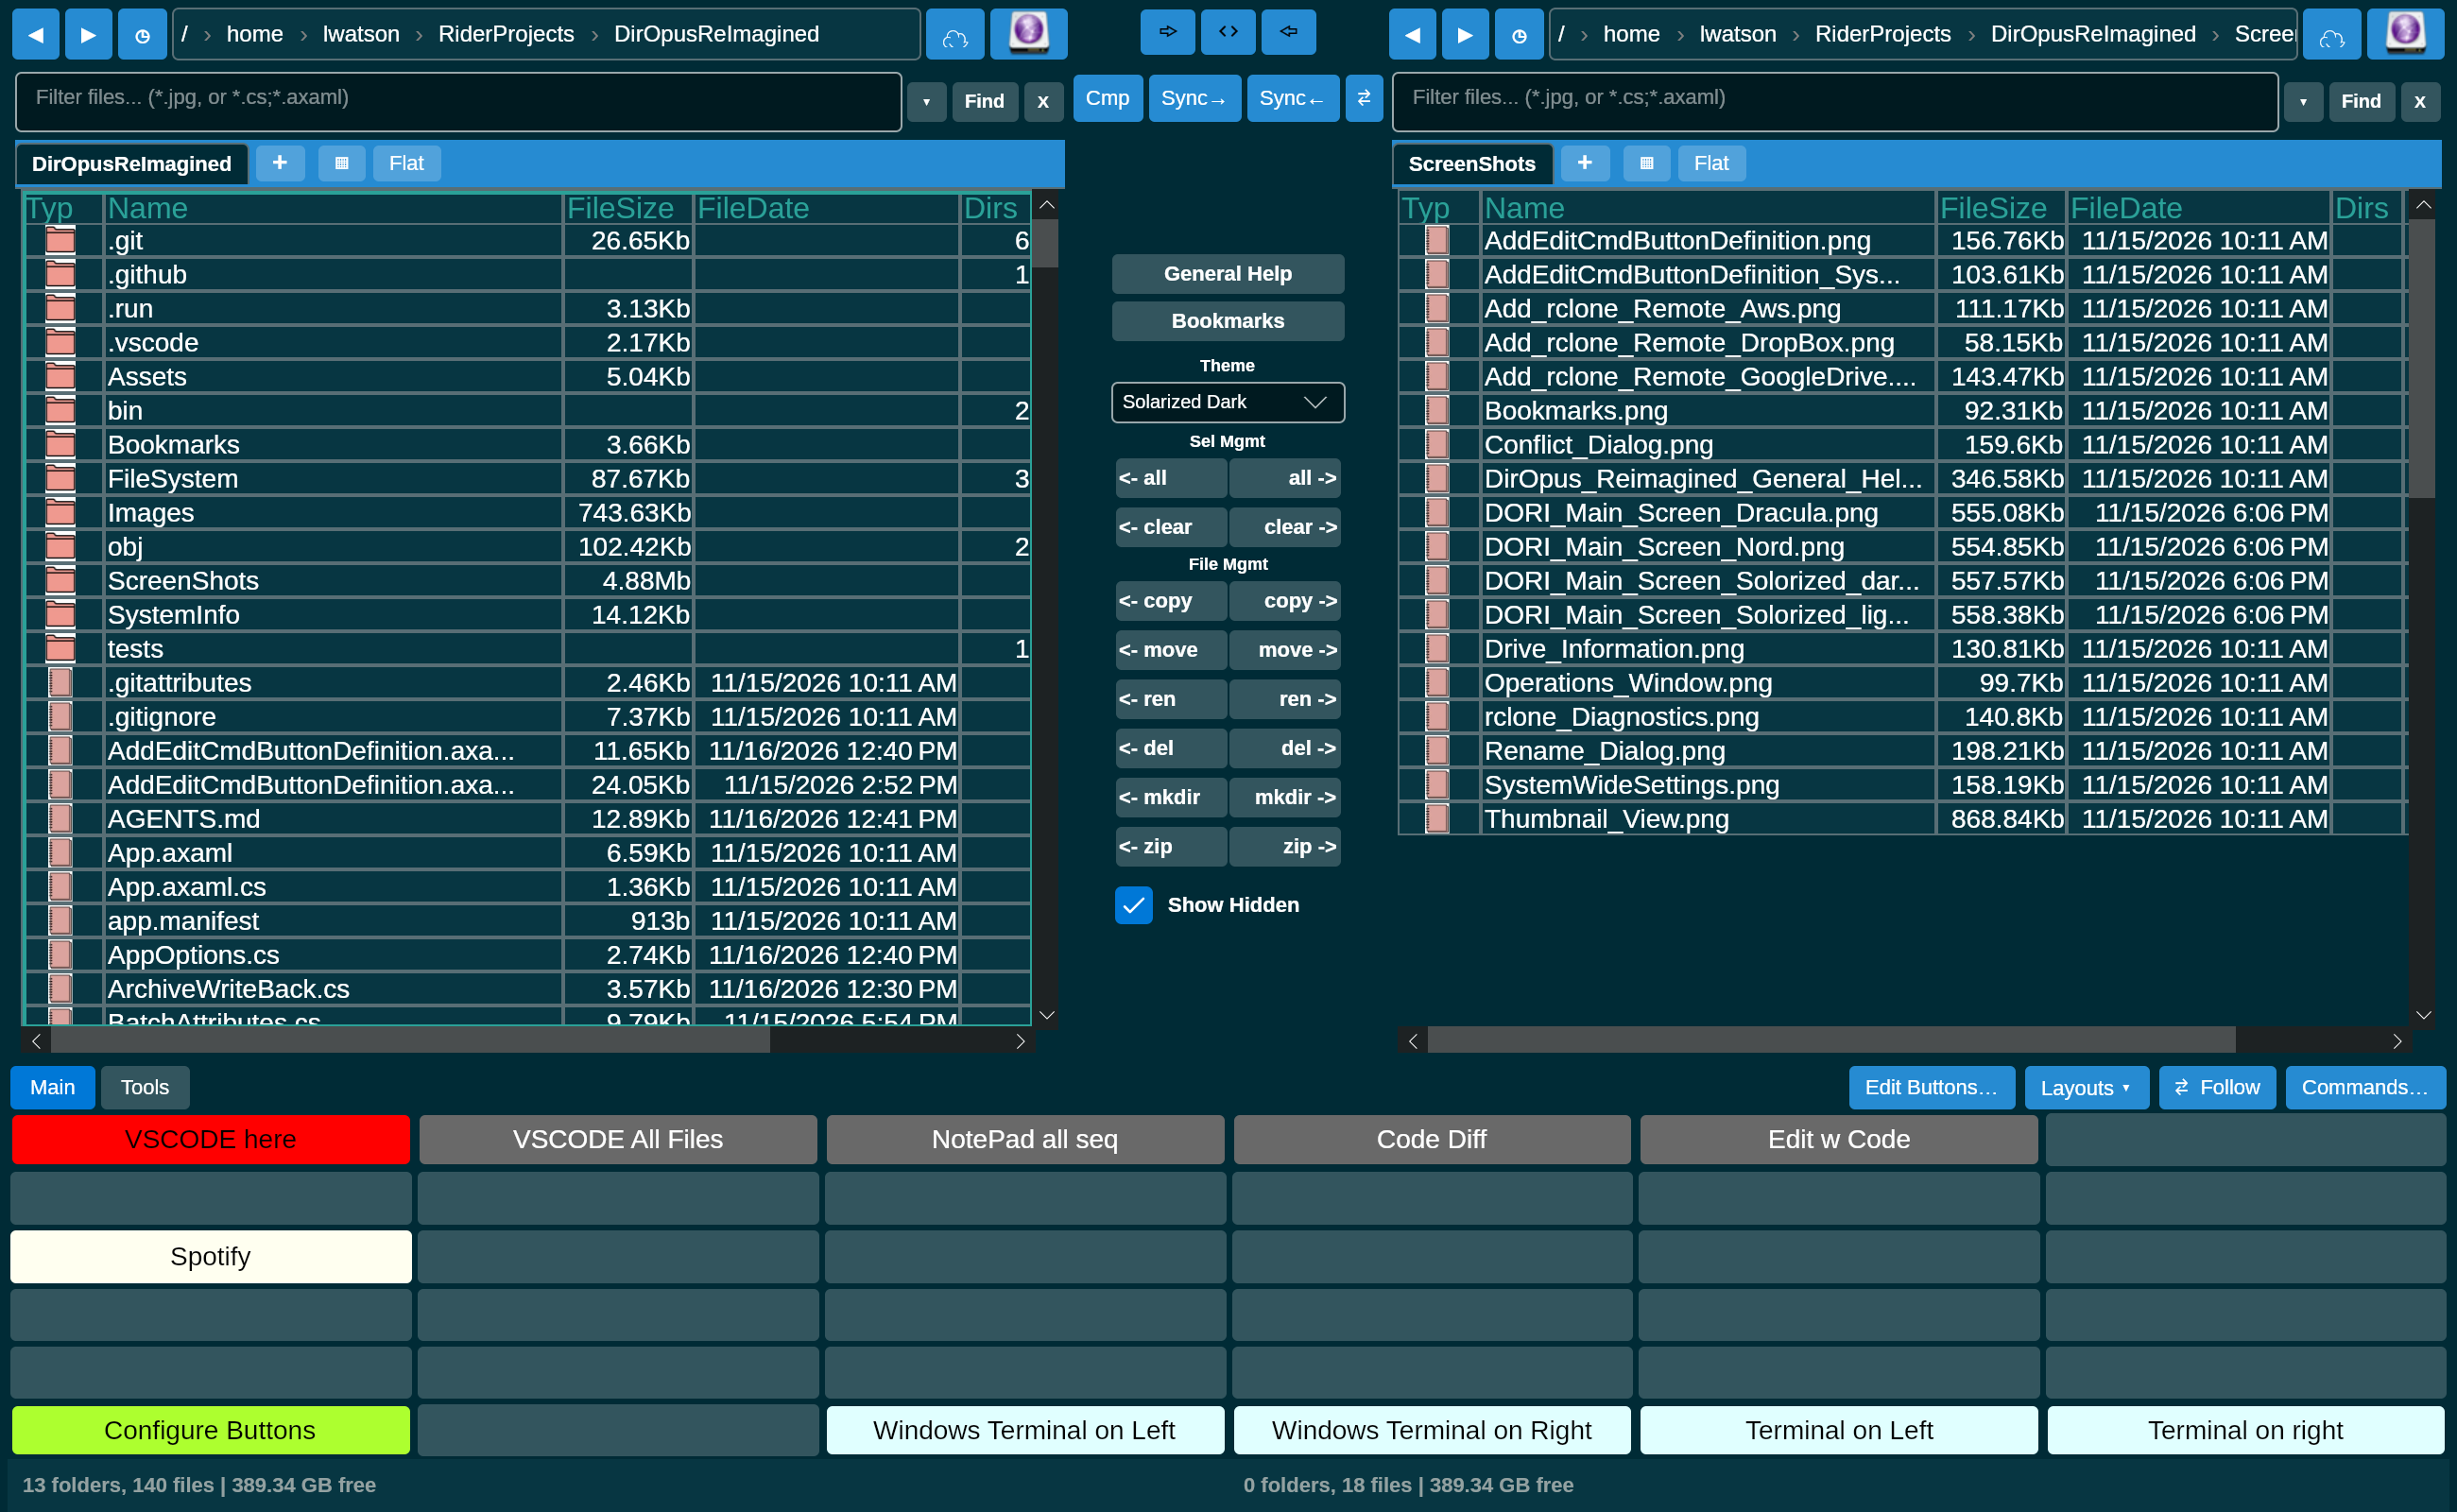 / › home › lwatson › RiderProjects › DirOpusReImagined
/ › home › lwatson › RiderProjects › DirOpusReImagined › Screen
Filter files... (*.jpg, or *.cs;*.axaml) ▾ Find x
Cmp Sync→ Sync← ⇄
Filter files... (*.jpg, or *.cs;*.axaml) ▾ Find x
DirOpusReImagined + ▦ Flat
Typ Name FileSize FileDate Dirs
.git 26.65Kb 6
.github 1
.run 3.13Kb
.vscode 2.17Kb
Assets 5.04Kb
bin 2
Bookmarks 3.66Kb
FileSystem 87.67Kb 3
Images 743.63Kb
obj 102.42Kb 2
ScreenShots 4.88Mb
SystemInfo 14.12Kb
tests 1
.gitattributes 2.46Kb 11/15/2026 10:11 AM
.gitignore 7.37Kb 11/15/2026 10:11 AM
AddEditCmdButtonDefinition.axa... 11.65Kb 11/16/2026 12:40 PM
AddEditCmdButtonDefinition.axa... 24.05Kb 11/15/2026 2:52 PM
AGENTS.md 12.89Kb 11/16/2026 12:41 PM
App.axaml 6.59Kb 11/15/2026 10:11 AM
App.axaml.cs 1.36Kb 11/15/2026 10:11 AM
app.manifest 913b 11/15/2026 10:11 AM
AppOptions.cs 2.74Kb 11/16/2026 12:40 PM
ArchiveWriteBack.cs 3.57Kb 11/16/2026 12:30 PM
BatchAttributes.cs 9.79Kb 11/15/2026 5:54 PM
General Help
Bookmarks
Theme
Solarized Dark
Sel Mgmt
<- all all ->
<- clear clear ->
File Mgmt
<- copy copy ->
<- move move ->
<- ren ren ->
<- del del ->
<- mkdir mkdir ->
<- zip zip ->
Show Hidden
ScreenShots + ▦ Flat
Typ Name FileSize FileDate Dirs
AddEditCmdButtonDefinition.png 156.76Kb 11/15/2026 10:11 AM
AddEditCmdButtonDefinition_Sys... 103.61Kb 11/15/2026 10:11 AM
Add_rclone_Remote_Aws.png 111.17Kb 11/15/2026 10:11 AM
Add_rclone_Remote_DropBox.png 58.15Kb 11/15/2026 10:11 AM
Add_rclone_Remote_GoogleDrive.... 143.47Kb 11/15/2026 10:11 AM
Bookmarks.png 92.31Kb 11/15/2026 10:11 AM
Conflict_Dialog.png 159.6Kb 11/15/2026 10:11 AM
DirOpus_Reimagined_General_Hel... 346.58Kb 11/15/2026 10:11 AM
DORI_Main_Screen_Dracula.png 555.08Kb 11/15/2026 6:06 PM
DORI_Main_Screen_Nord.png 554.85Kb 11/15/2026 6:06 PM
DORI_Main_Screen_Solorized_dar... 557.57Kb 11/15/2026 6:06 PM
DORI_Main_Screen_Solorized_lig... 558.38Kb 11/15/2026 6:06 PM
Drive_Information.png 130.81Kb 11/15/2026 10:11 AM
Operations_Window.png 99.7Kb 11/15/2026 10:11 AM
rclone_Diagnostics.png 140.8Kb 11/15/2026 10:11 AM
Rename_Dialog.png 198.21Kb 11/15/2026 10:11 AM
SystemWideSettings.png 158.19Kb 11/15/2026 10:11 AM
Thumbnail_View.png 868.84Kb 11/15/2026 10:11 AM
Main Tools Edit Buttons… Layouts ▾ ⇄ Follow Commands…
VSCODE here VSCODE All Files NotePad all seq Code Diff Edit w Code
Spotify
Configure Buttons Windows Terminal on Left Windows Terminal on Right Terminal on Left Terminal on right
13 folders, 140 files | 389.34 GB free 0 folders, 18 files | 389.34 GB free